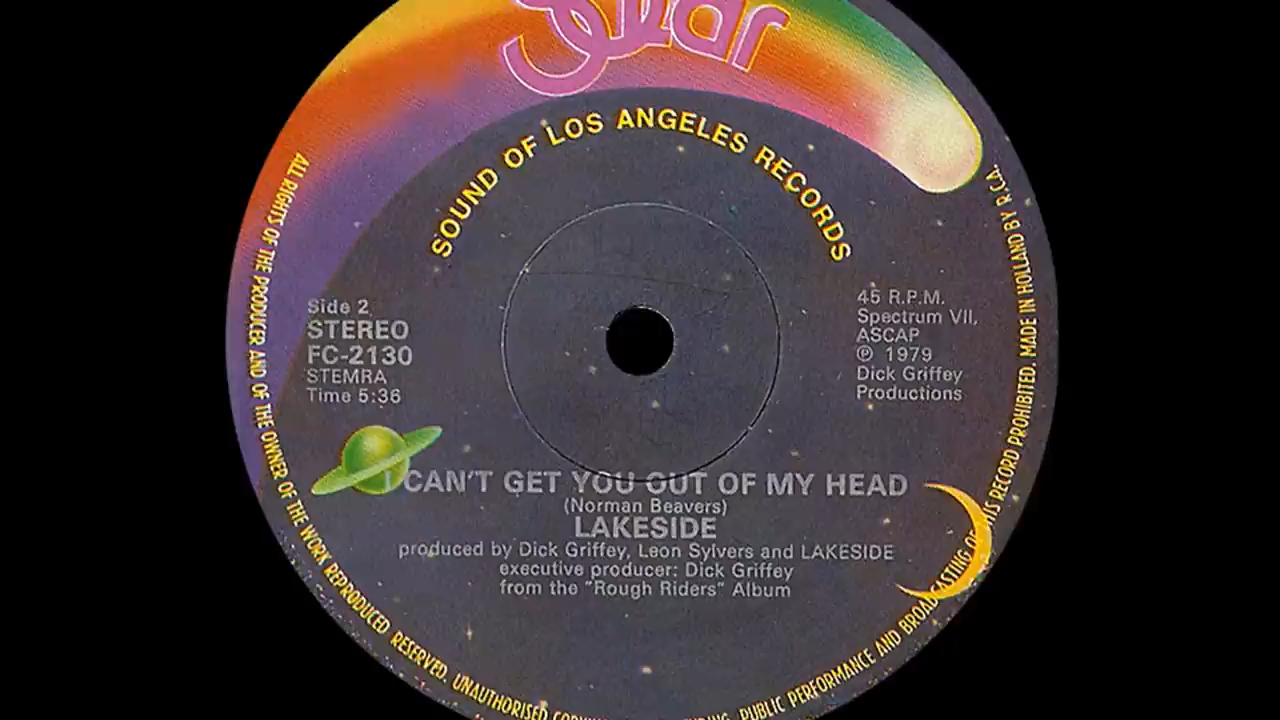 Solar
SOUND OF LOS ANGELES RECORDS
Side 2
STEREO
FC-2130
STEMRA
Time 5:36
45 R.P.M.
Spectrum VII,
ASCAP
℗ 1979
Dick Griffey
Productions
I CAN'T GET YOU OUT OF MY HEAD
(Norman Beavers)
LAKESIDE
produced by Dick Griffey, Leon Sylvers and LAKESIDE
executive producer: Dick Griffey
from the "Rough Riders" Album
ALL RIGHTS OF THE PRODUCER AND OF THE OWNER OF THE WORK REPRODUCED RESERVED. UNAUTHORISED PUBLIC PERFORMANCE AND BROADCASTING OF THIS RECORD PROHIBITED. MADE IN HOLLAND BY R.C.A.